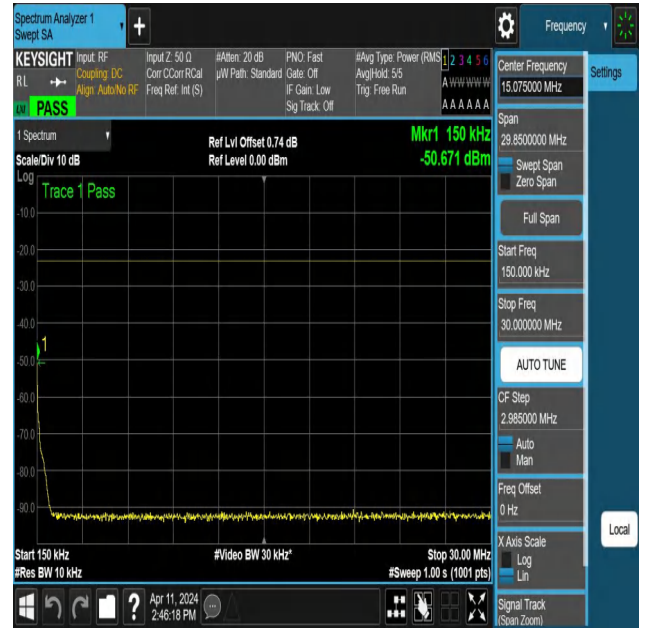 Spectrum Analyzer 1
Swept SA
+
Frequency
KEYSIGHT
RL
LXI
PASS
Input: RF
Coupling: DC
Align: Auto/No RF
Input Z: 50 Ω
Corr CCorr RCal
Freq Ref: Int (S)
#Atten: 20 dB
µW Path: Standard
PNO: Fast
Gate: Off
IF Gain: Low
Sig Track: Off
#Avg Type: Power (RMS
Avg|Hold: 5/5
Trig: Free Run
1 2 3 4 5 6
A W W W W W
A A A A A A
1 Spectrum
Scale/Div 10 dB
Ref Lvl Offset 0.74 dB
Ref Level 0.00 dBm
Mkr1 150 kHz
-50.671 dBm
Log
Trace 1 Pass
-10.0
-20.0
-30.0
-40.0
1
-50.0
-60.0
-70.0
-80.0
-90.0
Start 150 kHz
#Res BW 10 kHz
#Video BW 30 kHz*
Stop 30.00 MHz
#Sweep 1.00 s (1001 pts)
?
Apr 11, 2024
2:46:18 PM
Center Frequency
15.075000 MHz
Settings
Span
29.8500000 MHz
Swept Span
Zero Span
Full Span
Start Freq
150.000 kHz
Stop Freq
30.000000 MHz
AUTO TUNE
CF Step
2.985000 MHz
Auto
Man
Freq Offset
0 Hz
Local
X Axis Scale
Log
Lin
Signal Track
(Span Zoom)